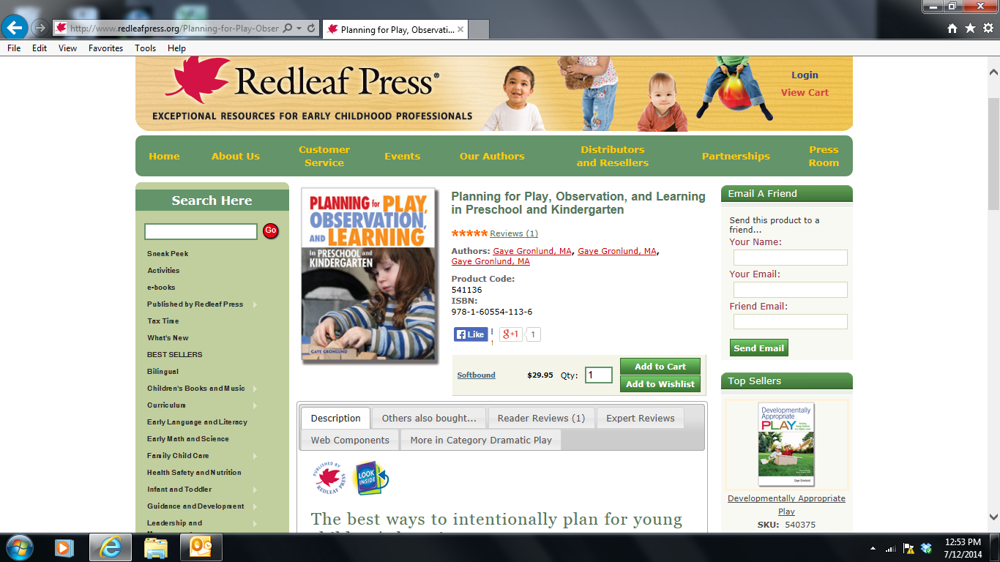 http://www.redleafpress.org/Planning-for-Play-Obser
Planning for Play, Observati...
File Edit View Favorites Tools Help
Redleaf Press®
EXCEPTIONAL RESOURCES FOR EARLY CHILDHOOD PROFESSIONALS
Login
View Cart
Home
About Us
Customer
Service
Events
Our Authors
Distributors
and Resellers
Partnerships
Press
Room
Search Here
Go
Sneak Peek
Activities
e-books
Published by Redleaf Press
Tax Time
What's New
BEST SELLERS
Bilingual
Children's Books and Music
Curriculum
Early Language and Literacy
Early Math and Science
Family Child Care
Health Safety and Nutrition
Infant and Toddler
Guidance and Development
Leadership and
PLANNING for PLAY,
OBSERVATION,
AND LEARNING
in PRESCHOOL and
KINDERGARTEN
GAYE GRONLUND
Planning for Play, Observation, and Learning
in Preschool and Kindergarten
Reviews (1)
Authors: Gaye Gronlund, MA, Gaye Gronlund, MA,
Gaye Gronlund, MA
Product Code:
541136
ISBN:
978-1-60554-113-6
Like
g+1
1
Softbound
$29.95
Qty:
1
Add to Cart
Add to Wishlist
Description
Others also bought...
Reader Reviews (1)
Expert Reviews
Web Components
More in Category Dramatic Play
PUBLISHED BY
REDLEAF PRESS
LOOK
INSIDE
The best ways to intentionally plan for young
Email A Friend
Send this product to a
friend...
Your Name:
Your Email:
Friend Email:
Send Email
Top Sellers
Developmentally
Appropriate
PLAY
Gaye Gronlund
Developmentally Appropriate
Play
SKU: 540375
12:53 PM
7/12/2014